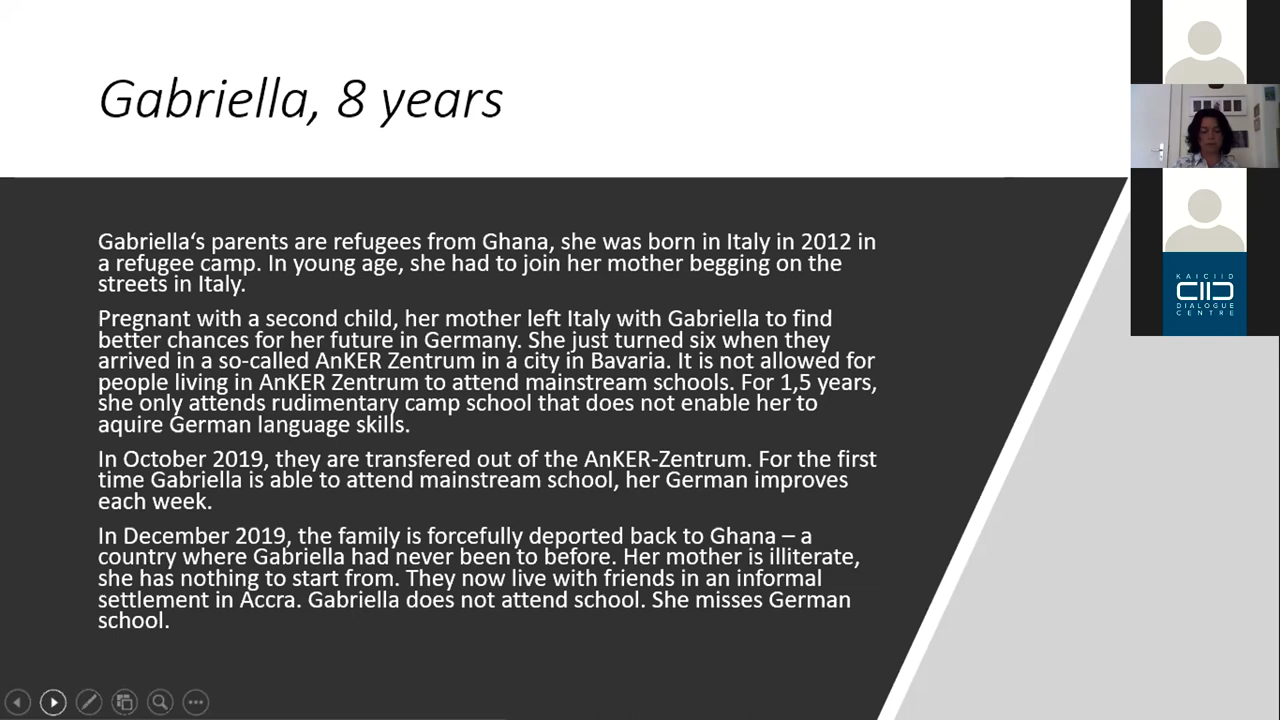 Gabriella, 8 years
Gabriella‘s parents are refugees from Ghana, she was born in Italy in 2012 in
a refugee camp. In young age, she had to join her mother begging on the
streets in Italy.
Pregnant with a second child, her mother left Italy with Gabriella to find
better chances for her future in Germany. She just turned six when they
arrived in a so-called AnKER Zentrum in a city in Bavaria. It is not allowed for
people living in AnKER Zentrum to attend mainstream schools. For 1,5 years,
she only attends rudimentary camp school that does not enable her to
aquire German language skills.
In October 2019, they are transfered out of the AnKER-Zentrum. For the first
time Gabriella is able to attend mainstream school, her German improves
each week.
In December 2019, the family is forcefully deported back to Ghana – a
country where Gabriella had never been to before. Her mother is illiterate,
she has nothing to start from. They now live with friends in an informal
settlement in Accra. Gabriella does not attend school. She misses German
school.
KAICIID
DIALOGUE
CENTRE